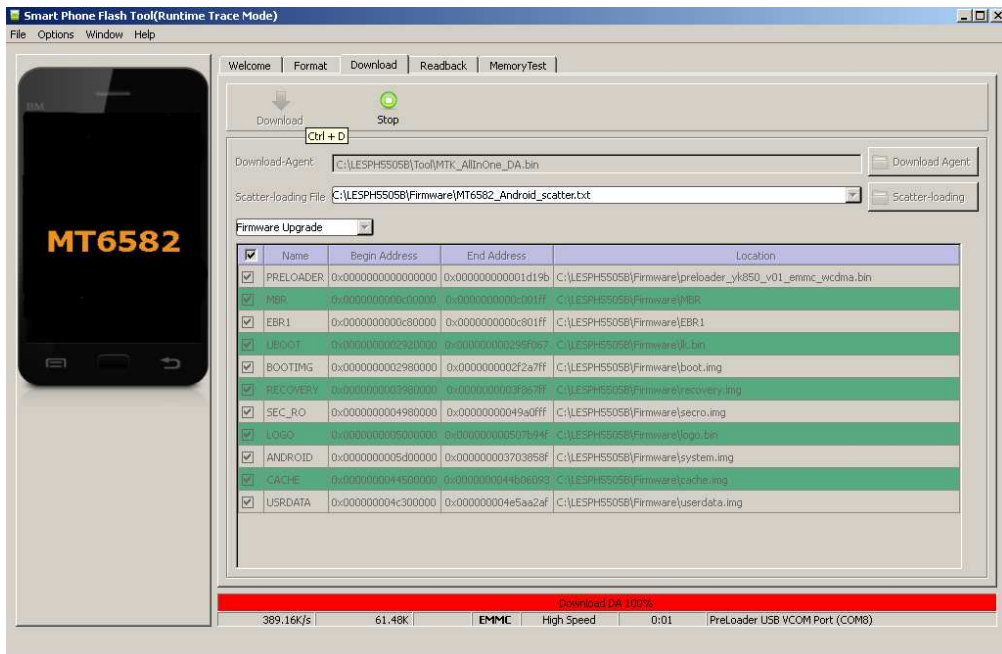 Smart Phone Flash Tool(Runtime Trace Mode)
File Options Window Help
BM
MT6582
Welcome Format Download Readback MemoryTest
Download Stop
Ctrl + D
Download-Agent C:\LESPH5505B\Tool\MTK_AllInOne_DA.bin Download Agent
Scatter-loading File C:\LESPH5505B\Firmware\MT6582_Android_scatter.txt Scatter-loading
Firmware Upgrade
Name Begin Address End Address Location
PRELOADER 0x0000000000000000 0x000000000001d19b C:\LESPH5505B\Firmware\preloader_yk850_v01_emmc_wcdma.bin
MBR 0x0000000000c00000 0x0000000000c001ff C:\LESPH5505B\Firmware\MBR
EBR1 0x0000000000c80000 0x0000000000c801ff C:\LESPH5505B\Firmware\EBR1
UBOOT 0x0000000002920000 0x000000000295f067 C:\LESPH5505B\Firmware\lk.bin
BOOTIMG 0x0000000002980000 0x0000000002f2a7ff C:\LESPH5505B\Firmware\boot.img
RECOVERY 0x0000000003980000 0x0000000003f867ff C:\LESPH5505B\Firmware\recovery.img
SEC_RO 0x0000000004980000 0x00000000049a0fff C:\LESPH5505B\Firmware\secro.img
LOGO 0x0000000005000000 0x000000000507b94f C:\LESPH5505B\Firmware\logo.bin
ANDROID 0x0000000005d00000 0x000000003703858f C:\LESPH5505B\Firmware\system.img
CACHE 0x0000000044500000 0x0000000044b06093 C:\LESPH5505B\Firmware\cache.img
USRDATA 0x000000004c300000 0x000000004e5aa2af C:\LESPH5505B\Firmware\userdata.img
Download DA 100%
389.16K/s 61.48K EMMC High Speed 0:01 PreLoader USB VCOM Port (COM8)